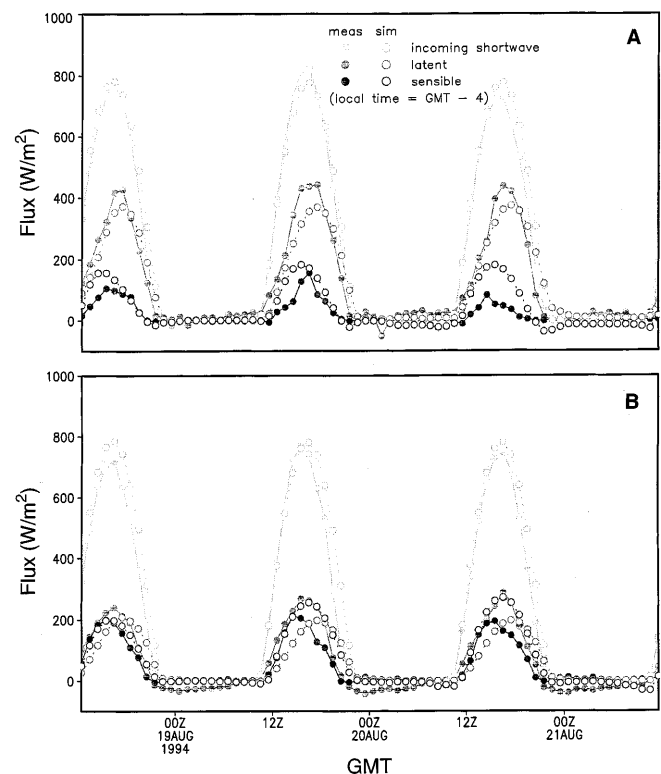 1000
800
600
400
200
0
Flux (W/m²)
A
meas sim
incoming shortwave
latent
sensible
(local time = GMT − 4)
1000
800
600
400
200
0
Flux (W/m²)
B
00Z
19AUG
1994
12Z
00Z
20AUG
12Z
00Z
21AUG
GMT